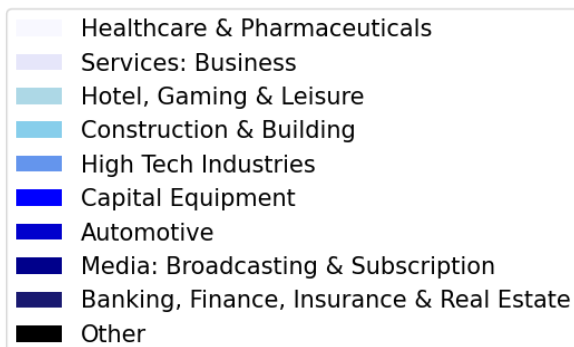 Healthcare & Pharmaceuticals
Services: Business
Hotel, Gaming & Leisure
Construction & Building
High Tech Industries
Capital Equipment
Automotive
Media: Broadcasting & Subscription
Banking, Finance, Insurance & Real Estate
Other